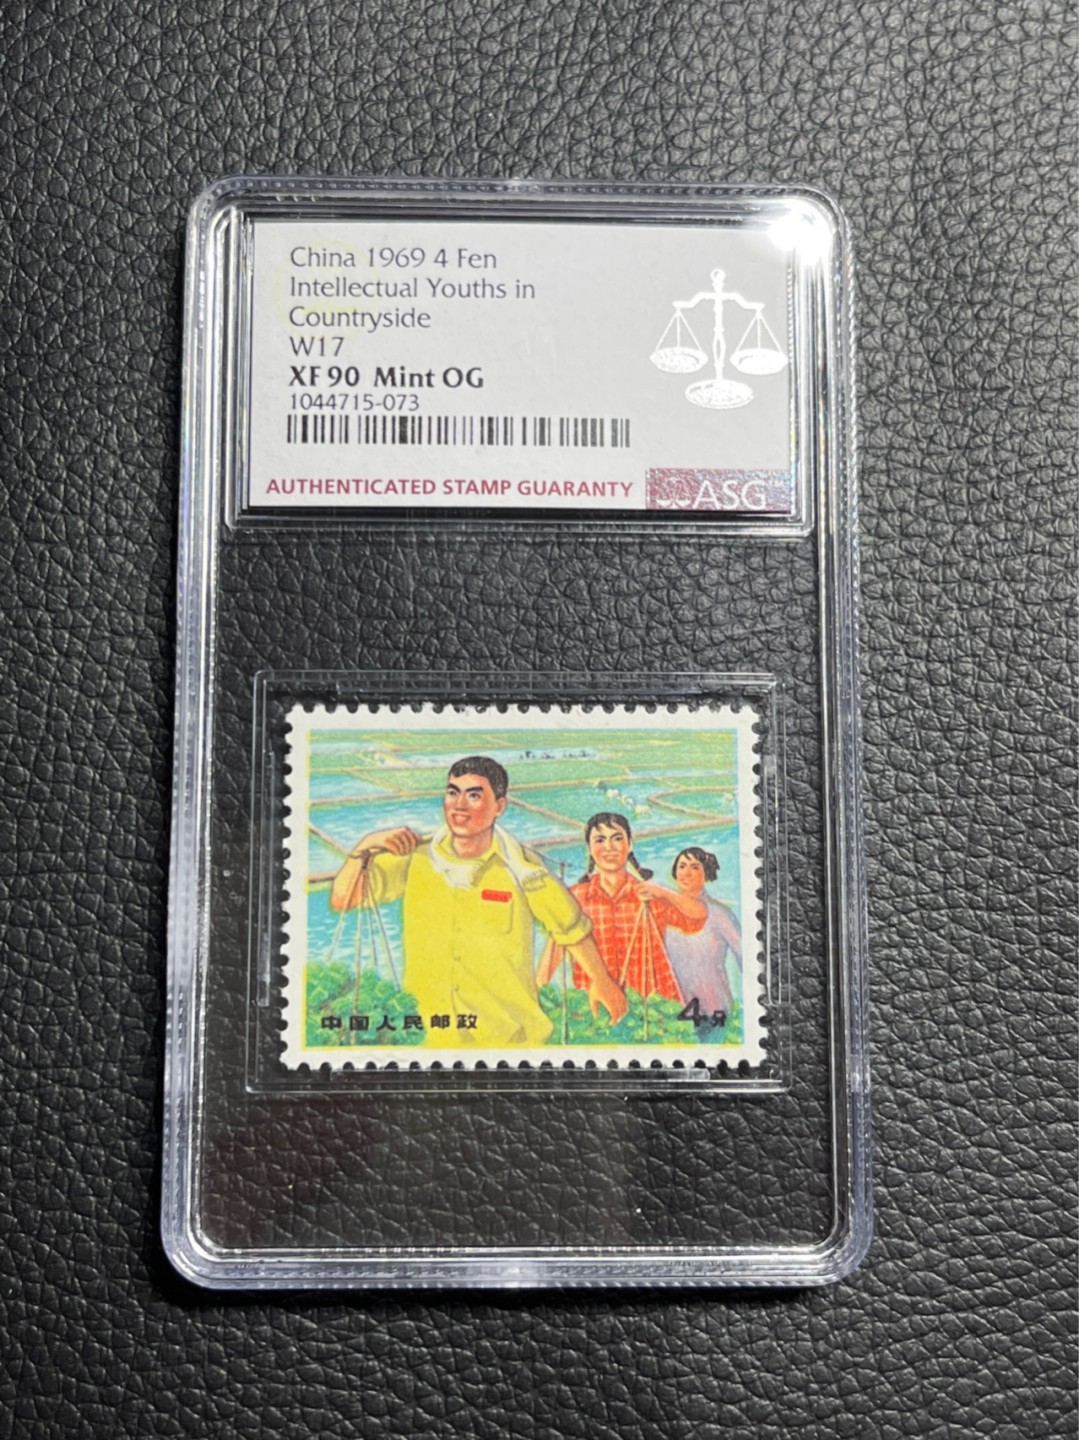 China 1969 4 Fen
Intellectual Youths in
Countryside
W17
XF 90 Mint OG
1044715-073
AUTHENTICATED STAMP GUARANTY
ASG
中国人民邮政
4分